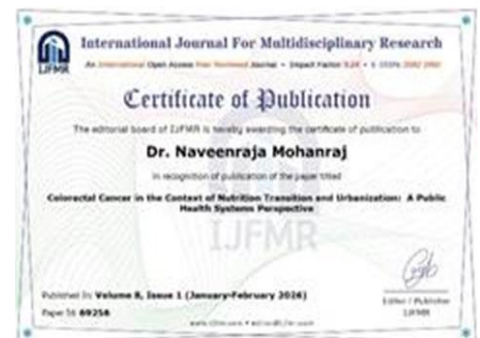 International Journal For Multidisciplinary Research
IJFMR
An International Open Access Peer Reviewed Journal • Impact Factor 9.24 • E-ISSN
Certificate of Publication
The editorial board of IJFMR is hereby awarding the certificate of publication to
Dr. Naveenraja Mohanraj
in recognition of publication of the paper titled
Colorectal Cancer in the Context of Nutrition Transition and Urbanization: A Public
Health Systems Perspective
IJFMR
Published In: Volume 8, Issue 1 (January-February 2026)
Paper Id: 69256
Editor / Publisher
IJFMR